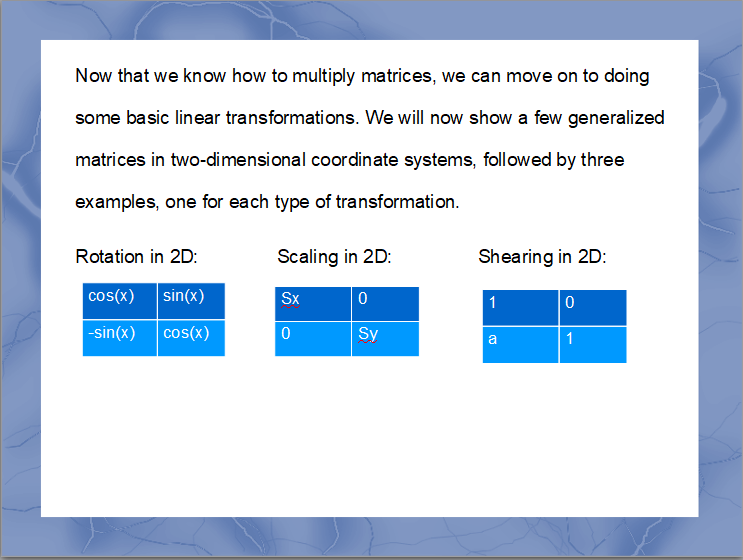 Now that we know how to multiply matrices, we can move on to doing
some basic linear transformations. We will now show a few generalized
matrices in two-dimensional coordinate systems, followed by three
examples, one for each type of transformation.
Rotation in 2D:
cos(x) sin(x)
-sin(x) cos(x)
Scaling in 2D:
Sx 0
0 Sy
Shearing in 2D:
1 0
a 1